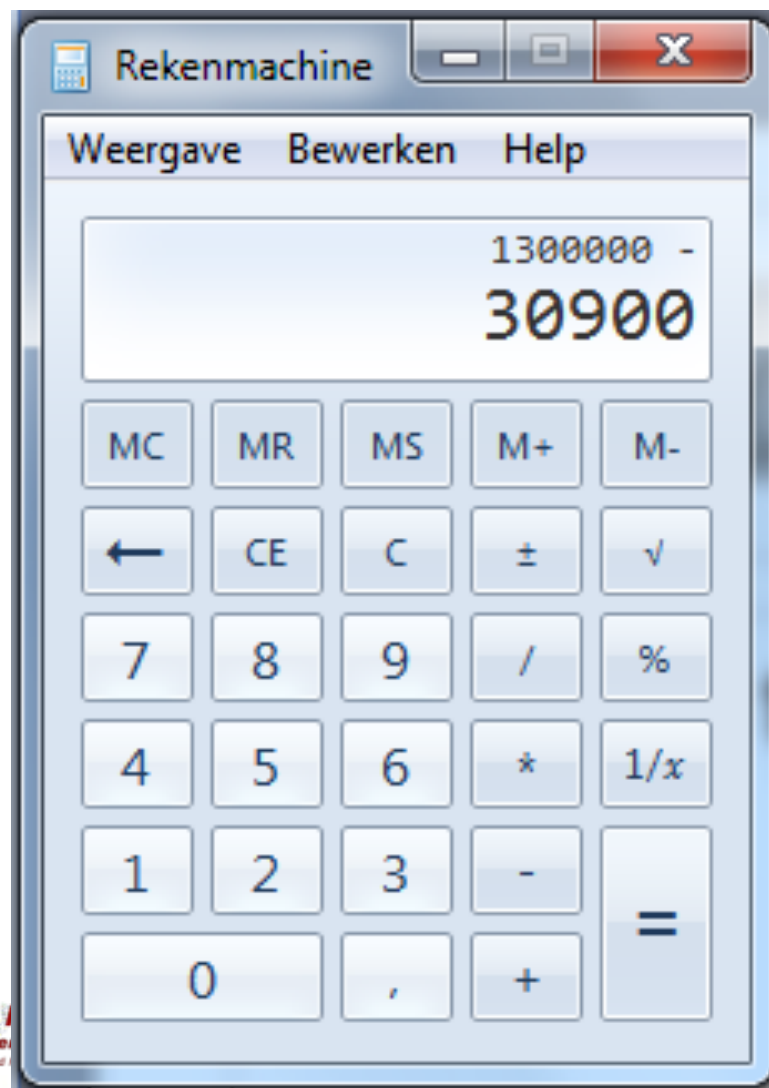 Rekenmachine
Weergave Bewerken Help
1300000 -
30900
MC MR MS M+ M-
← CE C ± √
7 8 9 / %
4 5 6 * 1/x
1 2 3 - =
0 , +